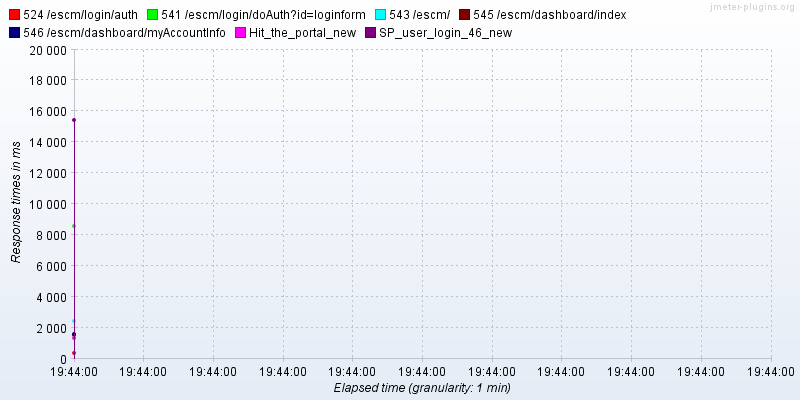 jmeter-plugins.org
524 /escm/login/auth 541 /escm/login/doAuth?id=loginform 543 /escm/ 545 /escm/dashboard/index
546 /escm/dashboard/myAccountInfo Hit_the_portal_new SP_user_login_46_new
20 000
18 000
16 000
14 000
12 000
10 000
8 000
6 000
4 000
2 000
0
Response times in ms
19:44:00 19:44:00 19:44:00 19:44:00 19:44:00 19:44:00 19:44:00 19:44:00 19:44:00 19:44:00 19:44:00
Elapsed time (granularity: 1 min)